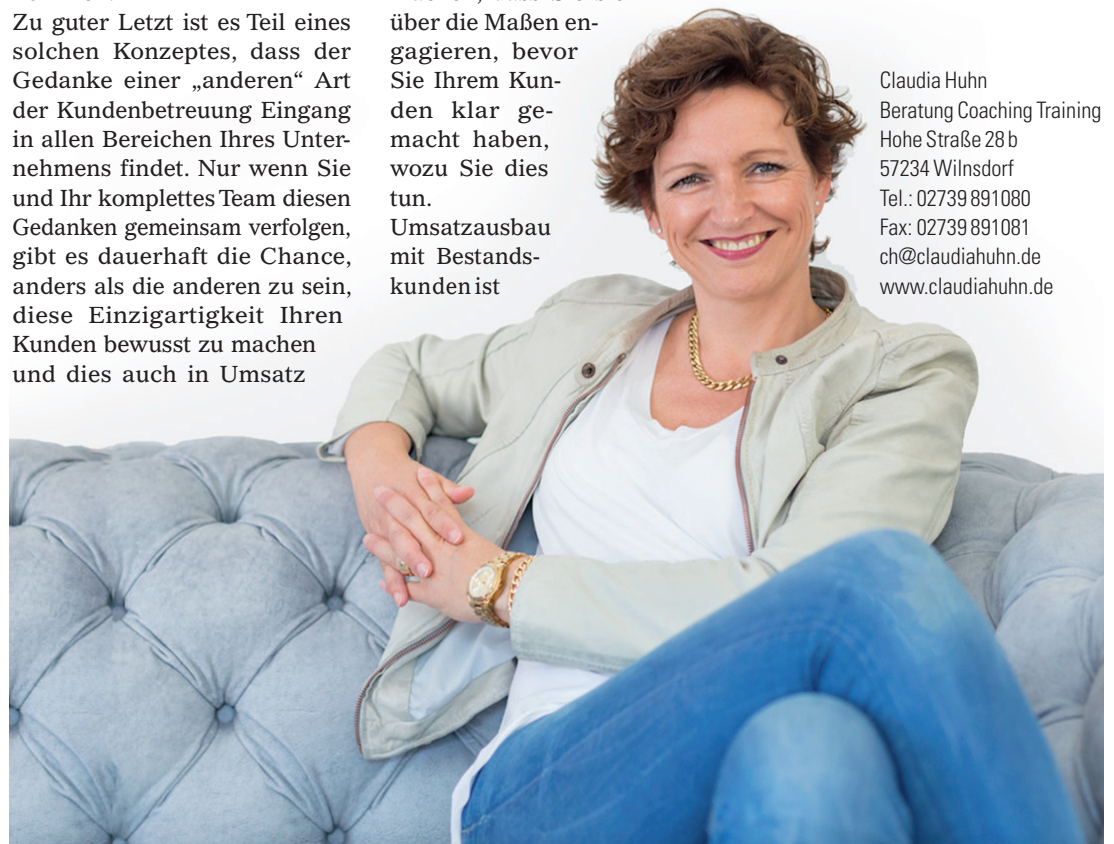 Zu guter Letzt ist es Teil eines
solchen Konzeptes, dass der
Gedanke einer „anderen“ Art
der Kundenbetreuung Eingang
in allen Bereichen Ihres Unter-
nehmens findet. Nur wenn Sie
und Ihr komplettes Team diesen
Gedanken gemeinsam verfolgen,
gibt es dauerhaft die Chance,
anders als die anderen zu sein,
diese Einzigartigkeit Ihren
Kunden bewusst zu machen
und dies auch in Umsatz
über die Maßen en-
gagieren, bevor
Sie Ihrem Kun-
den klar ge-
macht haben,
wozu Sie dies
tun.
Umsatzausbau
mit Bestands-
kunden ist
Claudia Huhn
Beratung Coaching Training
Hohe Straße 28 b
57234 Wilnsdorf
Tel.: 02739 891080
Fax: 02739 891081
ch@claudiahuhn.de
www.claudiahuhn.de